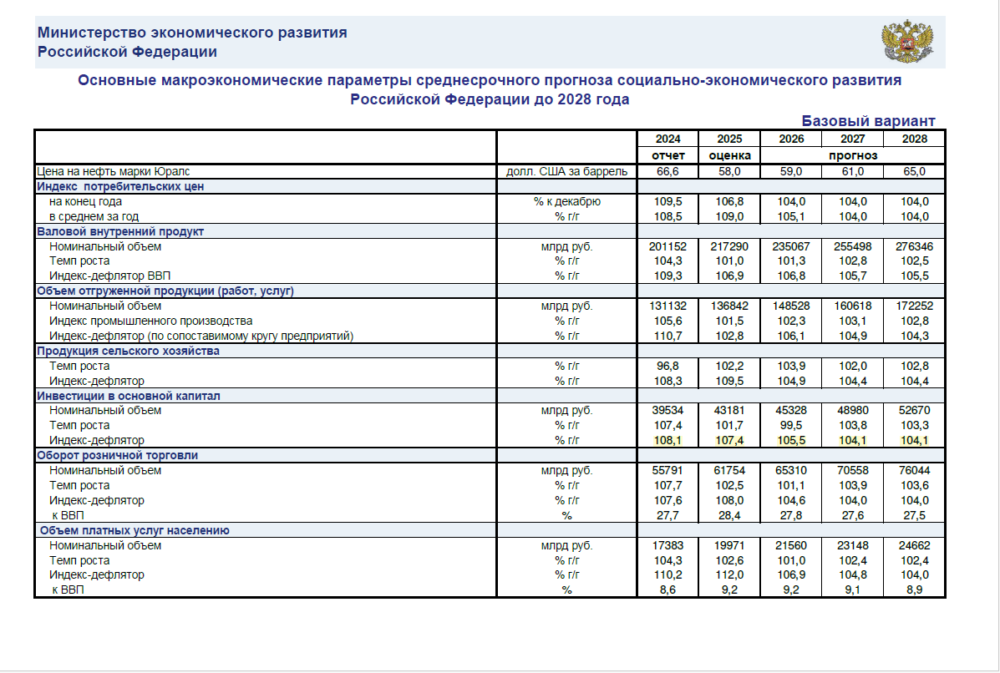 Министерство экономического развития
Российской Федерации
Основные макроэкономические параметры среднесрочного прогноза социально-экономического развития
Российской Федерации до 2028 года
Базовый вариант
2024 2025 2026 2027 2028
отчет оценка прогноз
Цена на нефть марки Юралс долл. США за баррель 66,6 58,0 59,0 61,0 65,0
Индекс потребительских цен
на конец года % к декабрю 109,5 106,8 104,0 104,0 104,0
в среднем за год % г/г 108,5 109,0 105,1 104,0 104,0
Валовой внутренний продукт
Номинальный объем млрд руб. 201152 217290 235067 255498 276346
Темп роста % г/г 104,3 101,0 101,3 102,8 102,5
Индекс-дефлятор ВВП % г/г 109,3 106,9 106,8 105,7 105,5
Объем отгруженной продукции (работ, услуг)
Номинальный объем млрд руб. 131132 136842 148528 160618 172252
Индекс промышленного производства % г/г 105,6 101,5 102,3 103,1 102,8
Индекс-дефлятор (по сопоставимому кругу предприятий) % г/г 110,7 102,8 106,1 104,9 104,3
Продукция сельского хозяйства
Темп роста % г/г 96,8 102,2 103,9 102,0 102,8
Индекс-дефлятор % г/г 108,3 109,5 104,9 104,4 104,4
Инвестиции в основной капитал
Номинальный объем млрд руб. 39534 43181 45328 48980 52670
Темп роста % г/г 107,4 101,7 99,5 103,8 103,3
Индекс-дефлятор % г/г 108,1 107,4 105,5 104,1 104,1
Оборот розничной торговли
Номинальный объем млрд руб. 55791 61754 65310 70558 76044
Темп роста % г/г 107,7 102,5 101,1 103,9 103,6
Индекс-дефлятор % г/г 107,6 108,0 104,6 104,0 104,0
к ВВП % 27,7 28,4 27,8 27,6 27,5
Объем платных услуг населению
Номинальный объем млрд руб. 17383 19971 21560 23148 24662
Темп роста % г/г 104,3 102,6 101,0 102,4 102,4
Индекс-дефлятор % г/г 110,2 112,0 106,9 104,8 104,0
к ВВП % 8,6 9,2 9,2 9,1 8,9